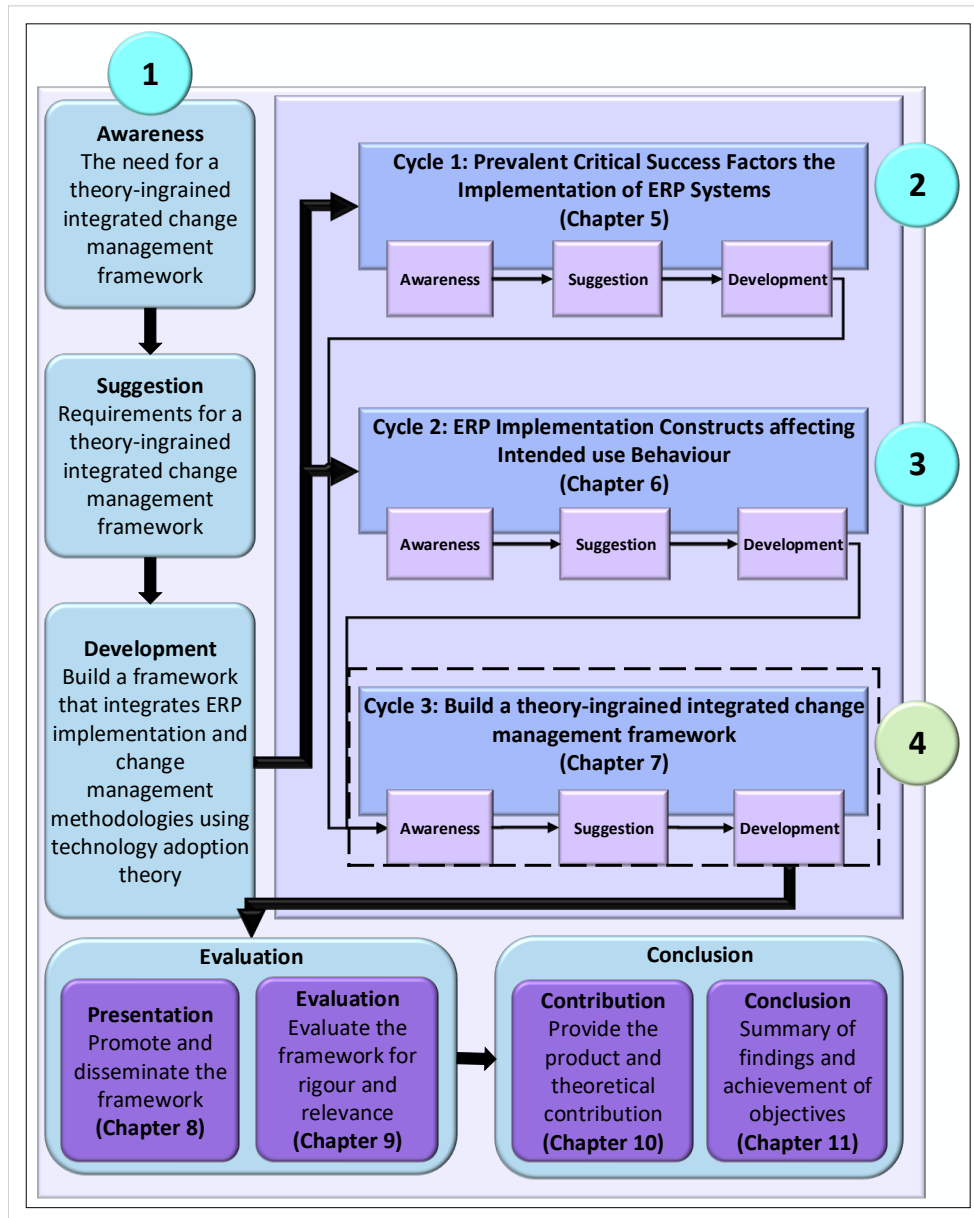 1
Awareness
The need for a
theory-ingrained
integrated change
management
framework
Suggestion
Requirements for a
theory-ingrained
integrated change
management
framework
Development
Build a framework
that integrates ERP
implementation and
change
management
methodologies using
technology adoption
theory
Cycle 1: Prevalent Critical Success Factors the
Implementation of ERP Systems
(Chapter 5)
Awareness
Suggestion
Development
2
Cycle 2: ERP Implementation Constructs affecting
Intended use Behaviour
(Chapter 6)
Awareness
Suggestion
Development
3
Cycle 3: Build a theory-ingrained integrated change
management framework
(Chapter 7)
Awareness
Suggestion
Development
4
Evaluation
Presentation
Promote and
disseminate the
framework
(Chapter 8)
Evaluation
Evaluate the
framework for
rigour and
relevance
(Chapter 9)
Conclusion
Contribution
Provide the
product and
theoretical
contribution
(Chapter 10)
Conclusion
Summary of
findings and
achievement of
objectives
(Chapter 11)